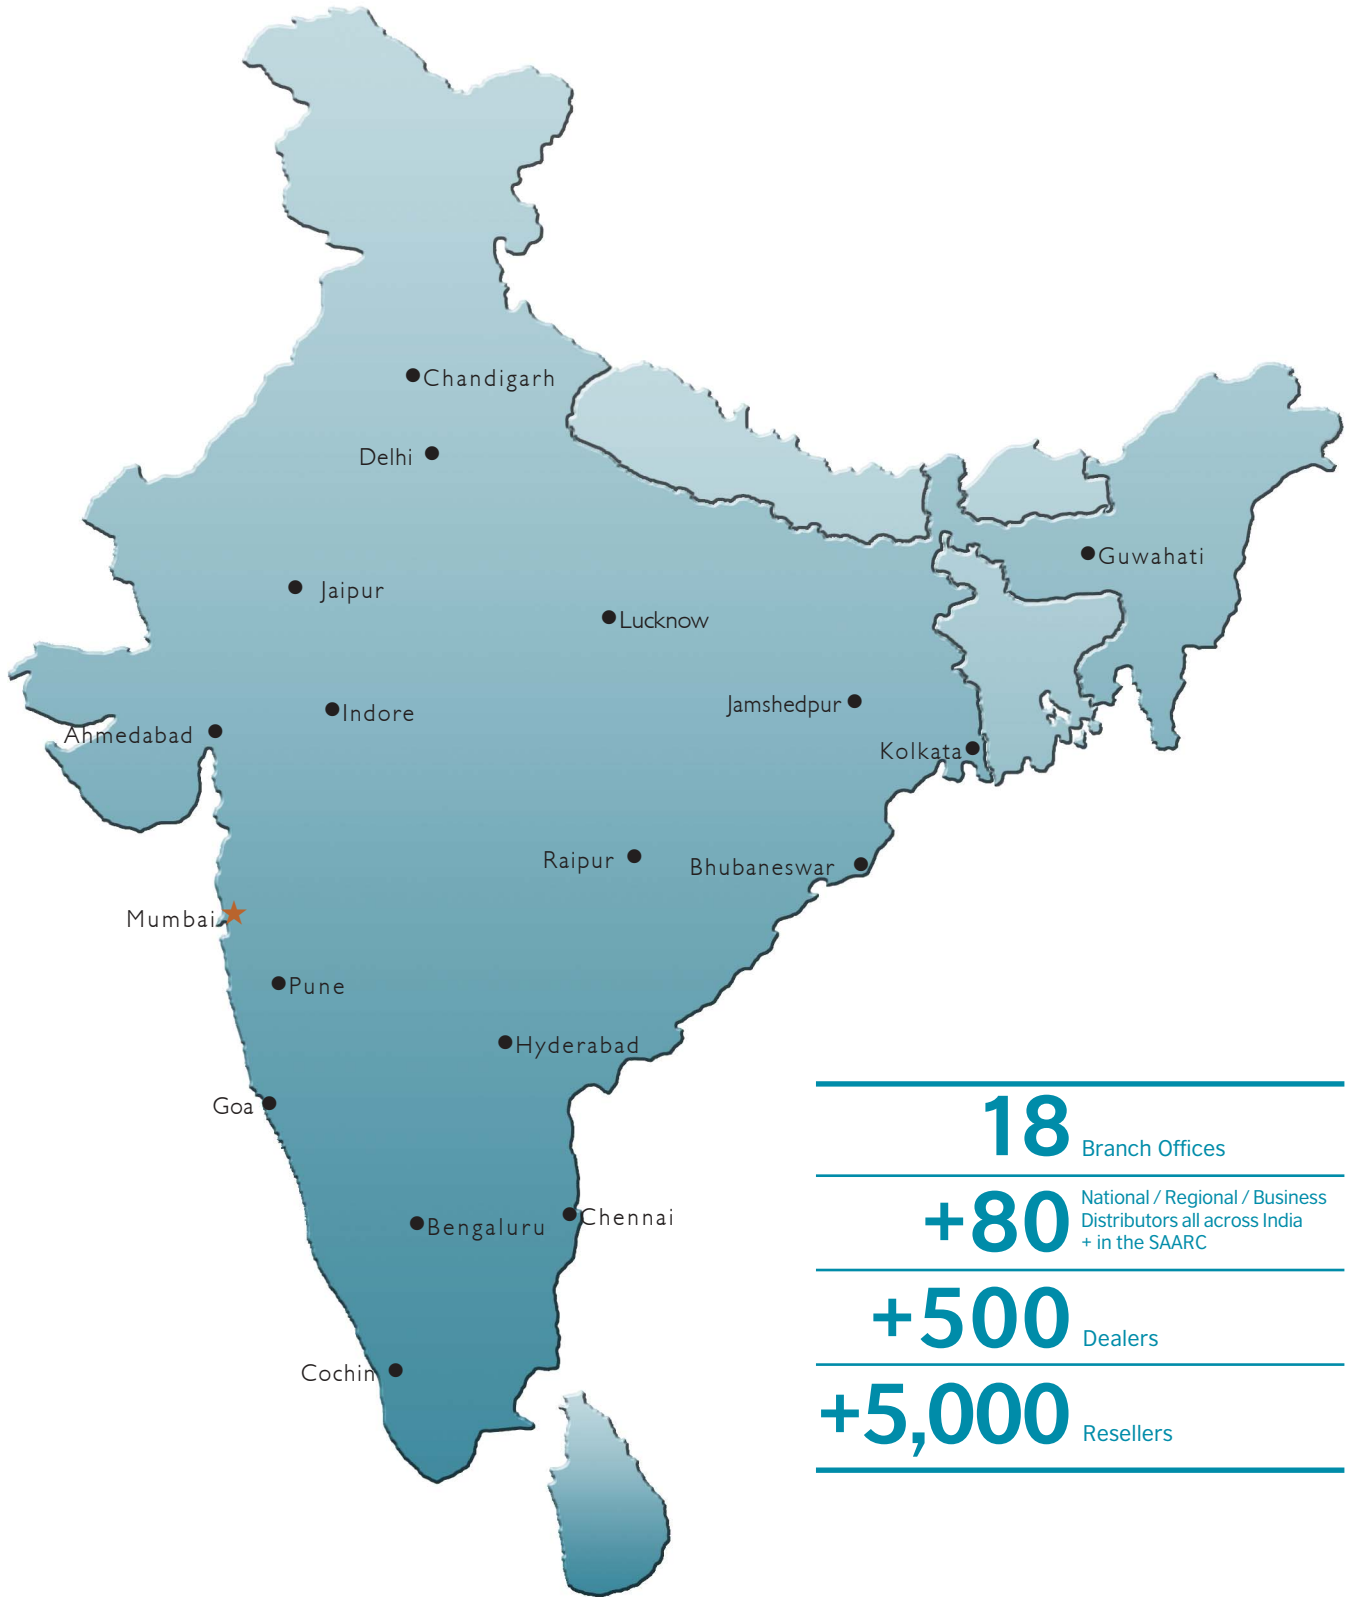 Chandigarh
Delhi
Guwahati
Jaipur
Lucknow
Jamshedpur
Indore
Ahmedabad
Kolkata
Raipur
Bhubaneswar
Mumbai
Pune
Hyderabad
Goa
Bengaluru
Chennai
Cochin
18 Branch Offices
+80 National / Regional / Business
Distributors all across India
+ in the SAARC
+500 Dealers
+5,000 Resellers